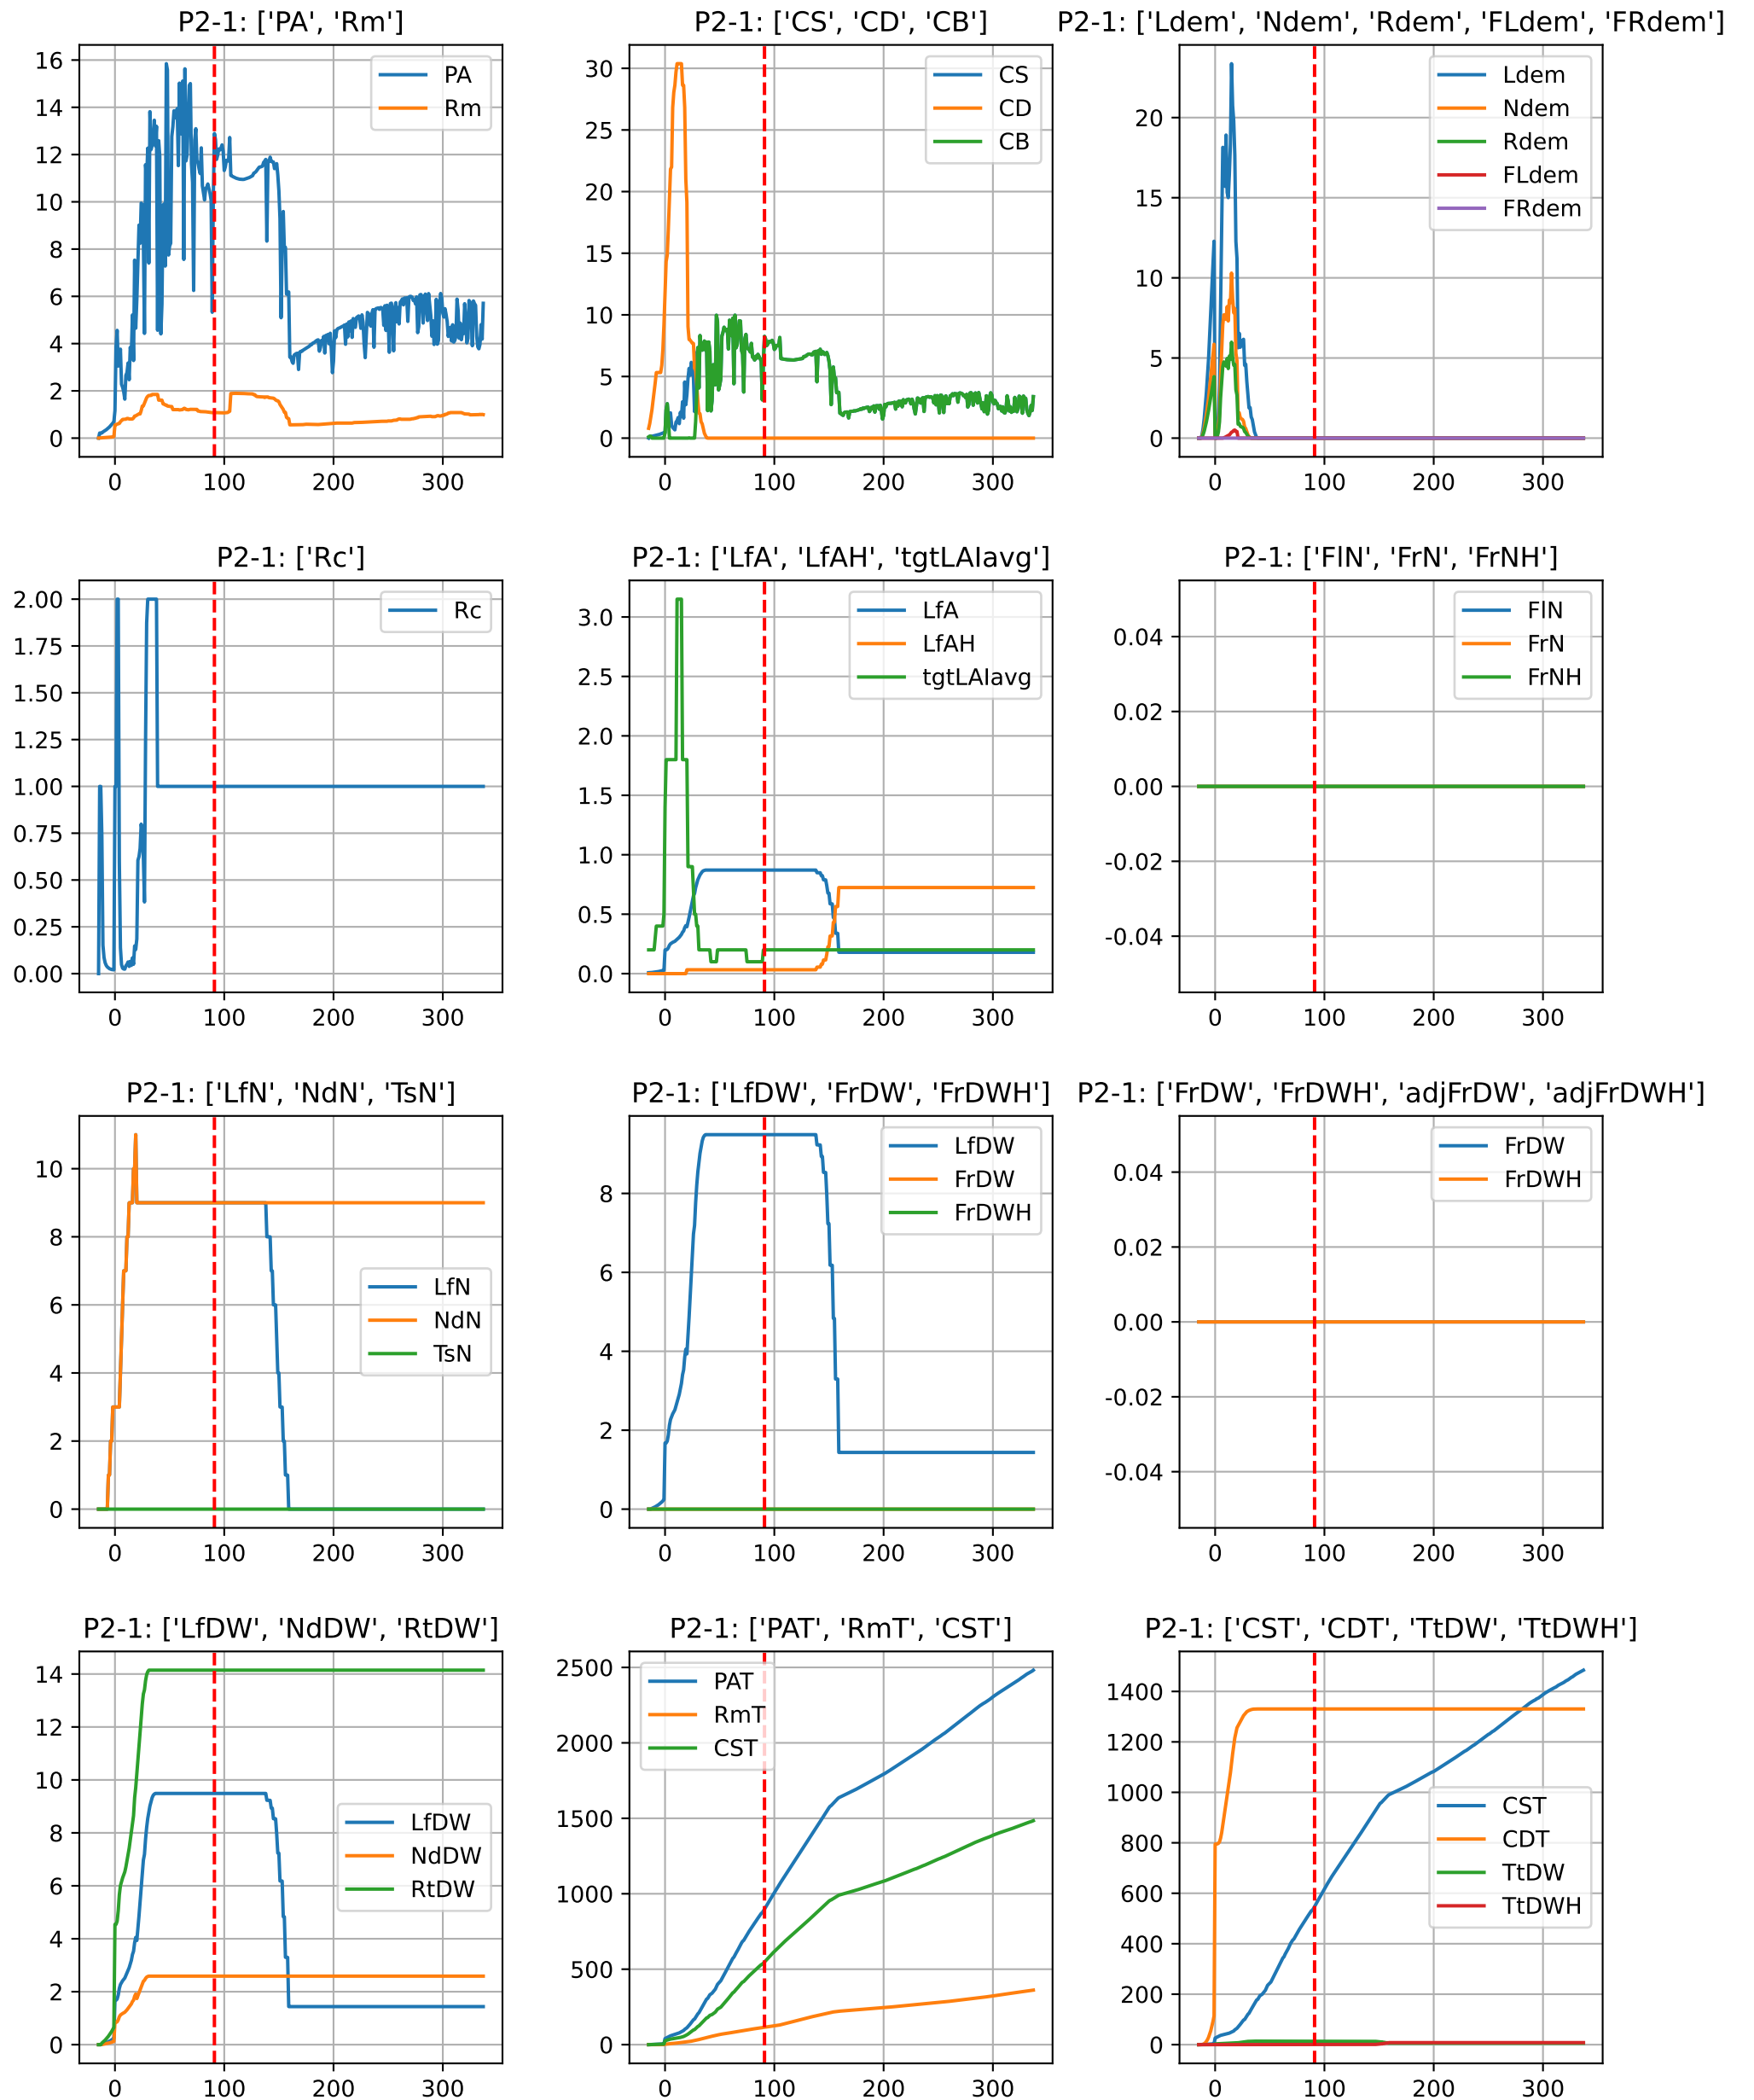 P2-1: ['PA', 'Rm']
16
14
12
10
8
6
4
2
0
0 100 200 300
PA
Rm
P2-1: ['CS', 'CD', 'CB']
30
25
20
15
10
5
0
0 100 200 300
CS
CD
CB
P2-1: ['Ldem', 'Ndem', 'Rdem', 'FLdem', 'FRdem']
20
15
10
5
0
0 100 200 300
Ldem
Ndem
Rdem
FLdem
FRdem
P2-1: ['Rc']
2.00
1.75
1.50
1.25
1.00
0.75
0.50
0.25
0.00
0 100 200 300
Rc
P2-1: ['LfA', 'LfAH', 'tgtLAIavg']
3.0
2.5
2.0
1.5
1.0
0.5
0.0
0 100 200 300
LfA
LfAH
tgtLAIavg
P2-1: ['FlN', 'FrN', 'FrNH']
0.04
0.02
0.00
-0.02
-0.04
0 100 200 300
FlN
FrN
FrNH
P2-1: ['LfN', 'NdN', 'TsN']
10
8
6
4
2
0
0 100 200 300
LfN
NdN
TsN
P2-1: ['LfDW', 'FrDW', 'FrDWH']
8
6
4
2
0
0 100 200 300
LfDW
FrDW
FrDWH
P2-1: ['FrDW', 'FrDWH', 'adjFrDW', 'adjFrDWH']
0.04
0.02
0.00
-0.02
-0.04
0 100 200 300
FrDW
FrDWH
P2-1: ['LfDW', 'NdDW', 'RtDW']
14
12
10
8
6
4
2
0
0 100 200 300
LfDW
NdDW
RtDW
P2-1: ['PAT', 'RmT', 'CST']
2500
2000
1500
1000
500
0
0 100 200 300
PAT
RmT
CST
P2-1: ['CST', 'CDT', 'TtDW', 'TtDWH']
1400
1200
1000
800
600
400
200
0
0 100 200 300
CST
CDT
TtDW
TtDWH